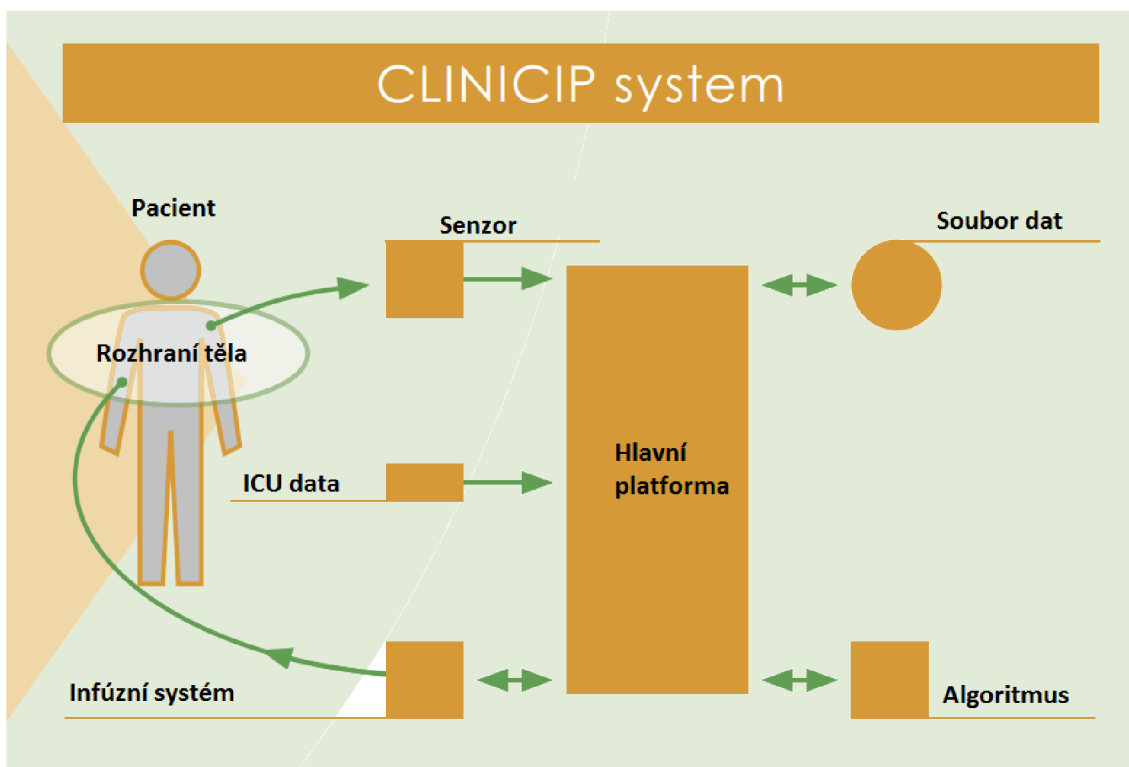 CLINICIP system
Pacient
Senzor
Soubor dat
Rozhraní těla
Hlavní
platforma
ICU data
Infúzní systém
Algoritmus